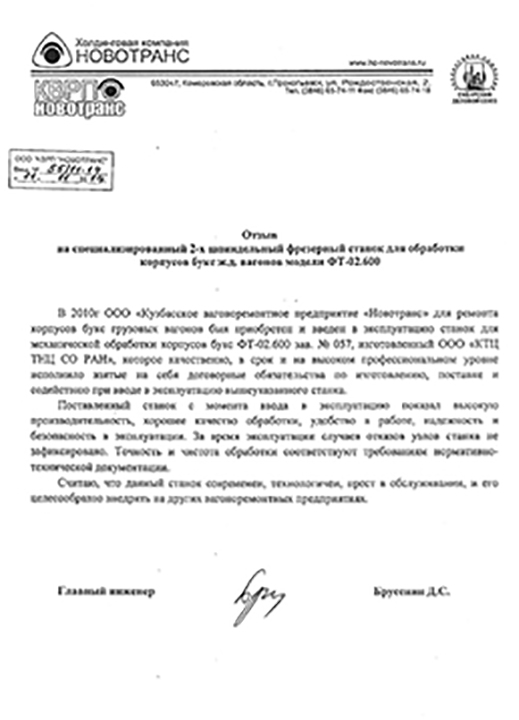 Холдинговая компания
НОВОТРАНС
www.hc-novotrans.ru
КВРП
НОВОТРАНС
653047, Кемеровская область, г.Прокопьевск, ул. Рождественская, 2,
Тел. (3846) 65-74-11 Факс (3846) 65-74-18
ООО "КВРП "НОВОТРАНС"
Отзыв
на специализированный 2-х шпиндельный фрезерный станок для обработки
корпусов букс ж.д. вагонов модели ФТ-02.600
В 2010г ООО «Кузбасское вагоноремонтное предприятие «Новотранс» для ремонта
корпусов букс грузовых вагонов был приобретен и введен в эксплуатацию станок для
механической обработки корпусов букс ФТ-02.600 зав. № 057, изготовленный ООО «КТЦ
ТНЦ СО РАН», которое качественно, в срок и на высоком профессиональном уровне
исполнило взятые на себя договорные обязательства по изготовлению, поставке и
содействию при вводе в эксплуатацию вышеуказанного станка.
Поставленный станок с момента ввода в эксплуатацию показал высокую
производительность, хорошее качество обработки, удобство в работе, надежность и
безопасность в эксплуатации. За время эксплуатации случаев отказов узлов станка не
зафиксировано. Точность и чистота обработки соответствуют требованиям нормативно-
технической документации.
Считаю, что данный станок современен, технологичен, прост в обслуживании, и его
целесообразно внедрять на других вагоноремонтных предприятиях.
Главный инженер
Бруснин Д.С.